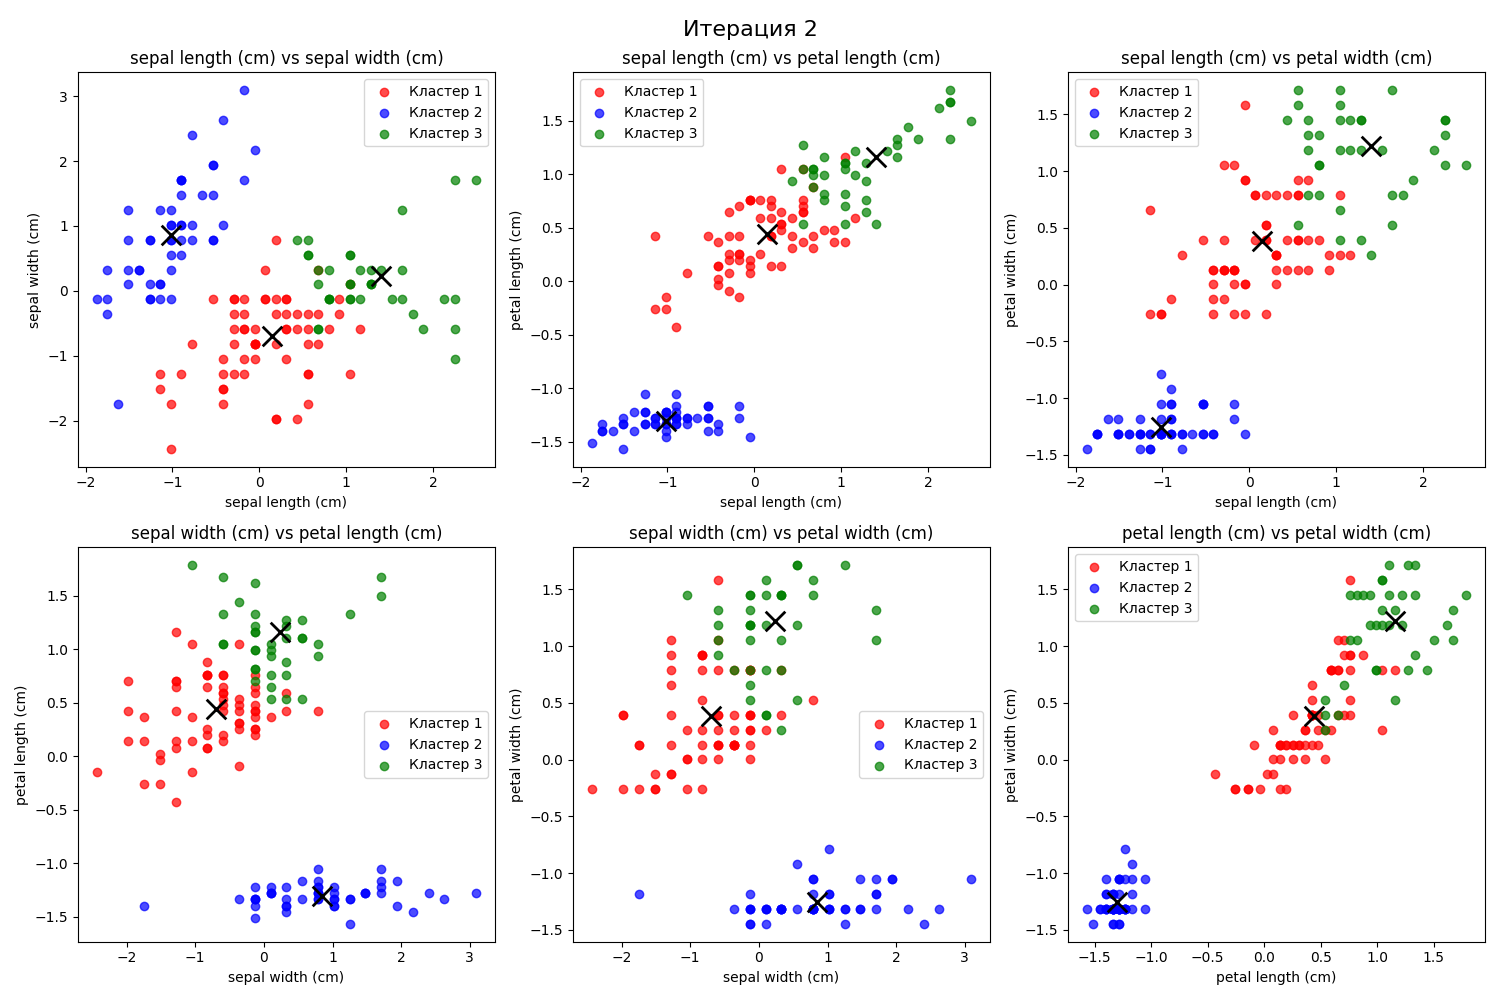 Итерация 2
sepal length (cm) vs sepal width (cm)
3
2
1
0
−1
−2
sepal width (cm)
Кластер 1
Кластер 2
Кластер 3
−2 −1 0 1 2
sepal length (cm)
sepal length (cm) vs petal length (cm)
1.5
1.0
0.5
0.0
−0.5
−1.0
−1.5
petal length (cm)
Кластер 1
Кластер 2
Кластер 3
−2 −1 0 1 2
sepal length (cm)
sepal length (cm) vs petal width (cm)
1.5
1.0
0.5
0.0
−0.5
−1.0
−1.5
petal width (cm)
Кластер 1
Кластер 2
Кластер 3
−2 −1 0 1 2
sepal length (cm)
sepal width (cm) vs petal length (cm)
1.5
1.0
0.5
0.0
−0.5
−1.0
−1.5
petal length (cm)
Кластер 1
Кластер 2
Кластер 3
−2 −1 0 1 2 3
sepal width (cm)
sepal width (cm) vs petal width (cm)
1.5
1.0
0.5
0.0
−0.5
−1.0
−1.5
petal width (cm)
Кластер 1
Кластер 2
Кластер 3
−2 −1 0 1 2 3
sepal width (cm)
petal length (cm) vs petal width (cm)
1.5
1.0
0.5
0.0
−0.5
−1.0
−1.5
petal width (cm)
Кластер 1
Кластер 2
Кластер 3
−1.5 −1.0 −0.5 0.0 0.5 1.0 1.5
petal length (cm)